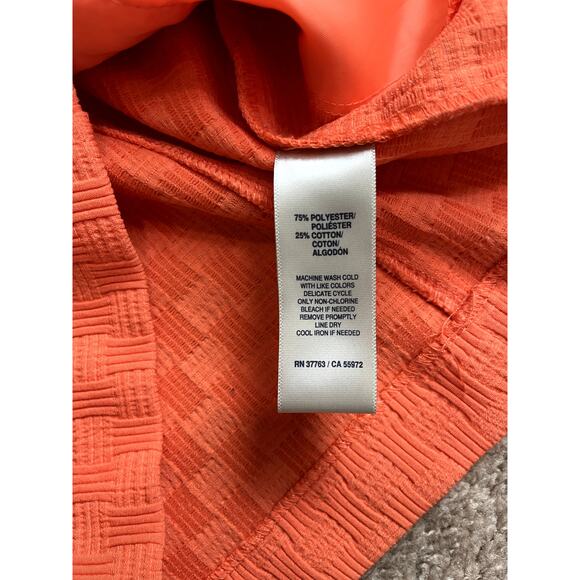 75% POLYESTER/
POLIÉSTER
25% COTTON/
COTON/
ALGODÓN
MACHINE WASH COLD
WITH LIKE COLORS
DELICATE CYCLE
ONLY NON-CHLORINE
BLEACH IF NEEDED
REMOVE PROMPTLY
LINE DRY
COOL IRON IF NEEDED
RN 37763 / CA 55972